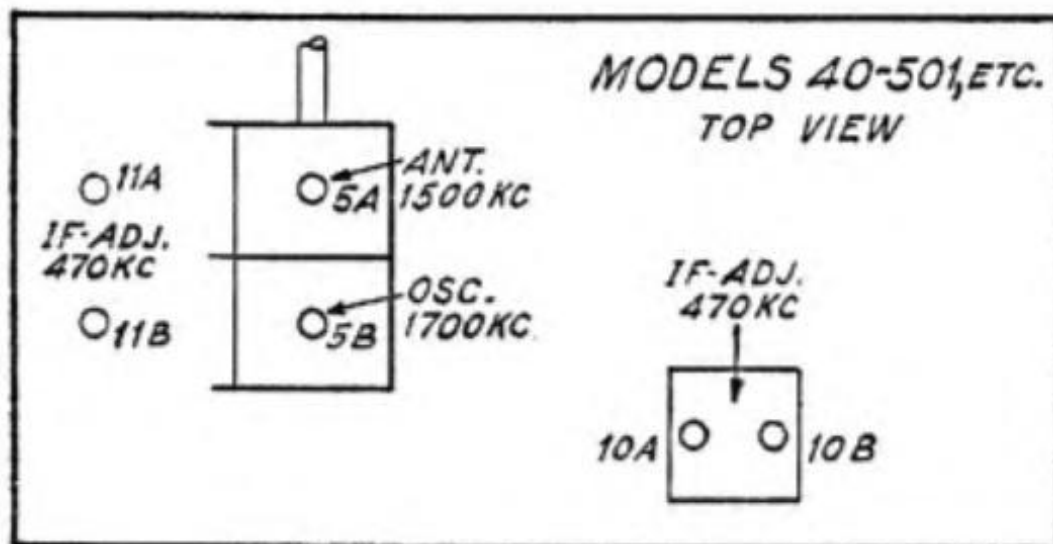 MODELS 40-501, ETC.
TOP VIEW
11A
IF-ADJ.
470KC
11B
ANT.
5A 1500KC
OSC.
5B 1700KC
IF-ADJ.
470KC
10A
10B